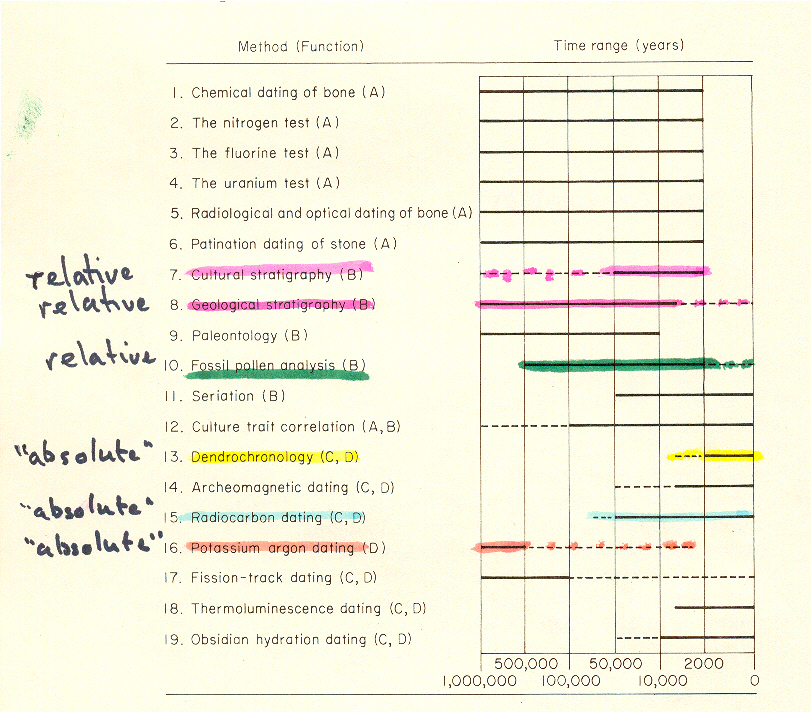 Method (Function) Time range (years)
1. Chemical dating of bone (A)
2. The nitrogen test (A)
3. The fluorine test (A)
4. The uranium test (A)
5. Radiological and optical dating of bone (A)
6. Patination dating of stone (A)
relative 7. Cultural stratigraphy (B)
relative 8. Geological stratigraphy (B)
9. Paleontology (B)
relative 10. Fossil pollen analysis (B)
11. Seriation (B)
12. Culture trait correlation (A, B)
"absolute" 13. Dendrochronology (C, D)
14. Archeomagnetic dating (C, D)
"absolute" 15. Radiocarbon dating (C, D)
"absolute" 16. Potassium argon dating (D)
17. Fission-track dating (C, D)
18. Thermoluminescence dating (C, D)
19. Obsidian hydration dating (C, D)
500,000 50,000 2000
1,000,000 100,000 10,000 0